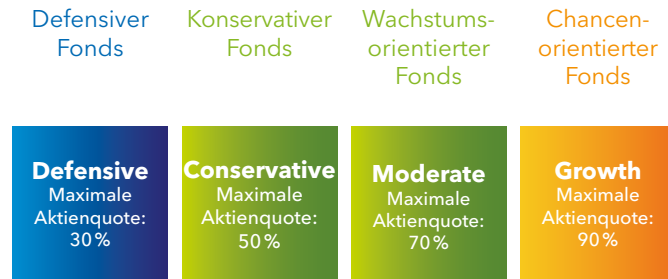 Defensiver
Fonds
Konservativer
Fonds
Wachstums-
orientierter
Fonds
Chancen-
orientierter
Fonds
Defensive
Maximale
Aktienquote:
30 %
Conservative
Maximale
Aktienquote:
50 %
Moderate
Maximale
Aktienquote:
70 %
Growth
Maximale
Aktienquote:
90 %